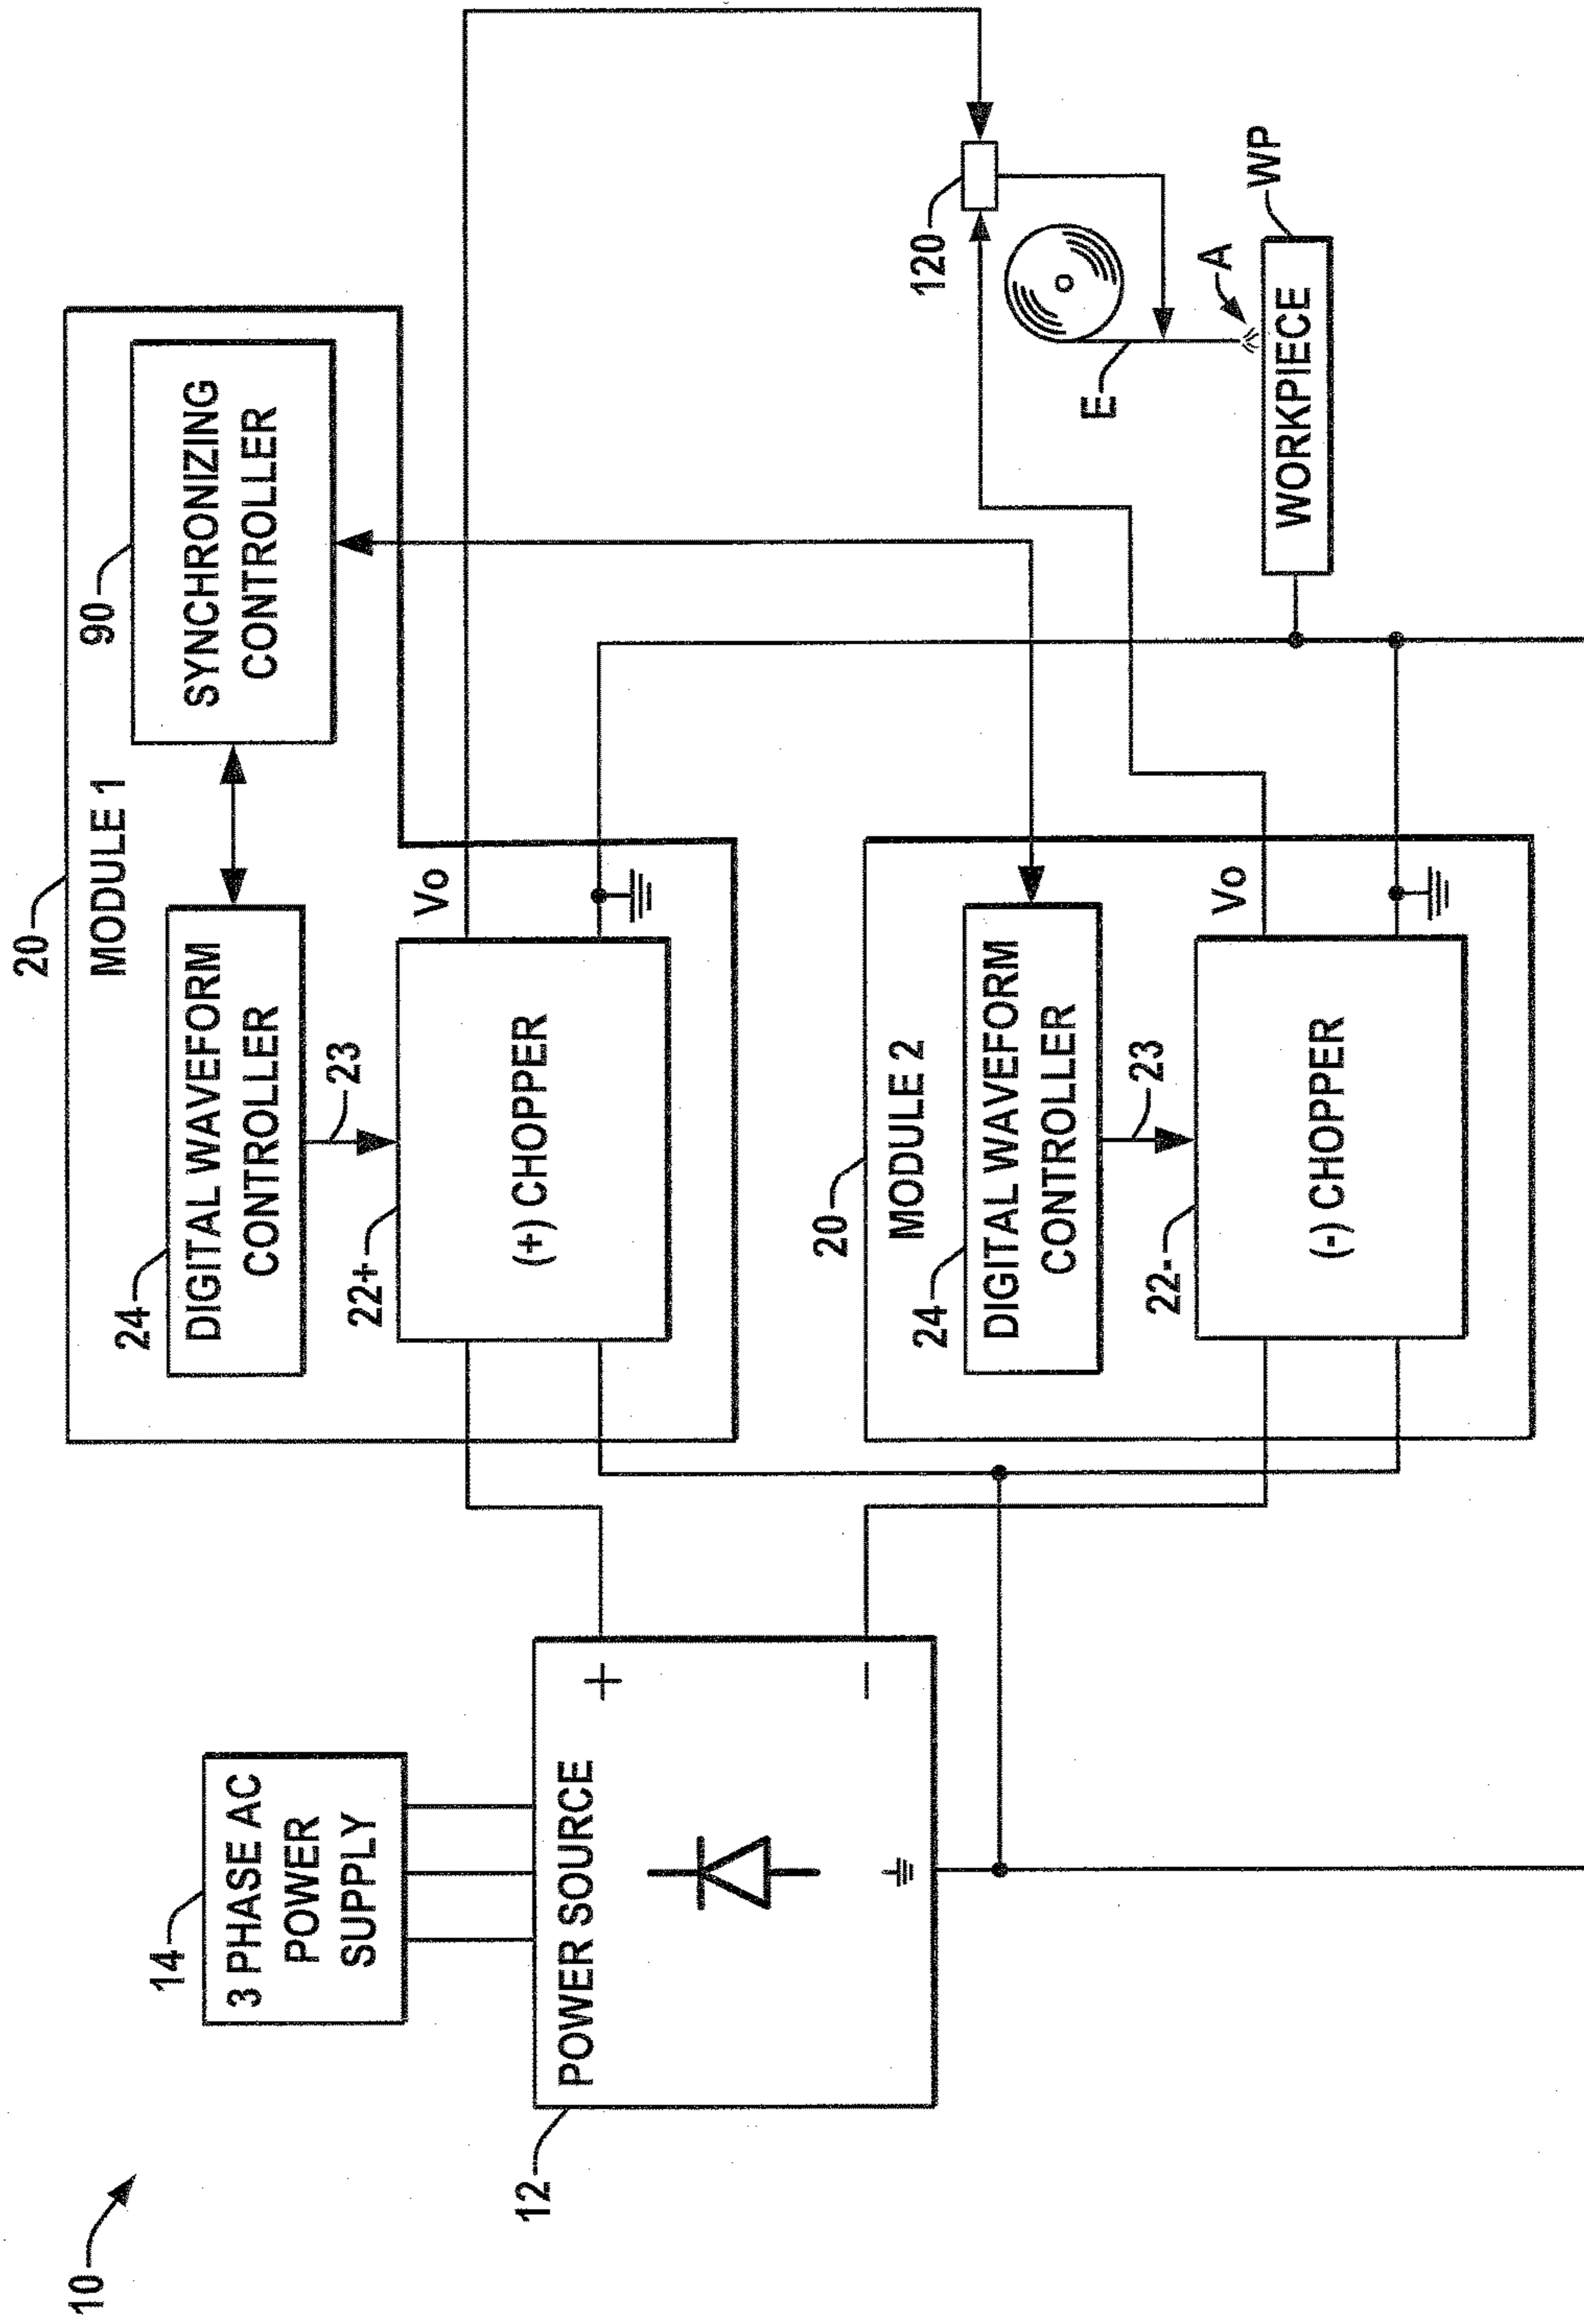 10
14
3 PHASE AC
POWER
SUPPLY
12
POWER SOURCE
+
−
20
MODULE 1
24
DIGITAL WAVEFORM
CONTROLLER
90
SYNCHRONIZING
CONTROLLER
23
22+
(+) CHOPPER
Vo
20
MODULE 2
24
DIGITAL WAVEFORM
CONTROLLER
23
22-
(-) CHOPPER
Vo
120
E
A
WP
WORKPIECE